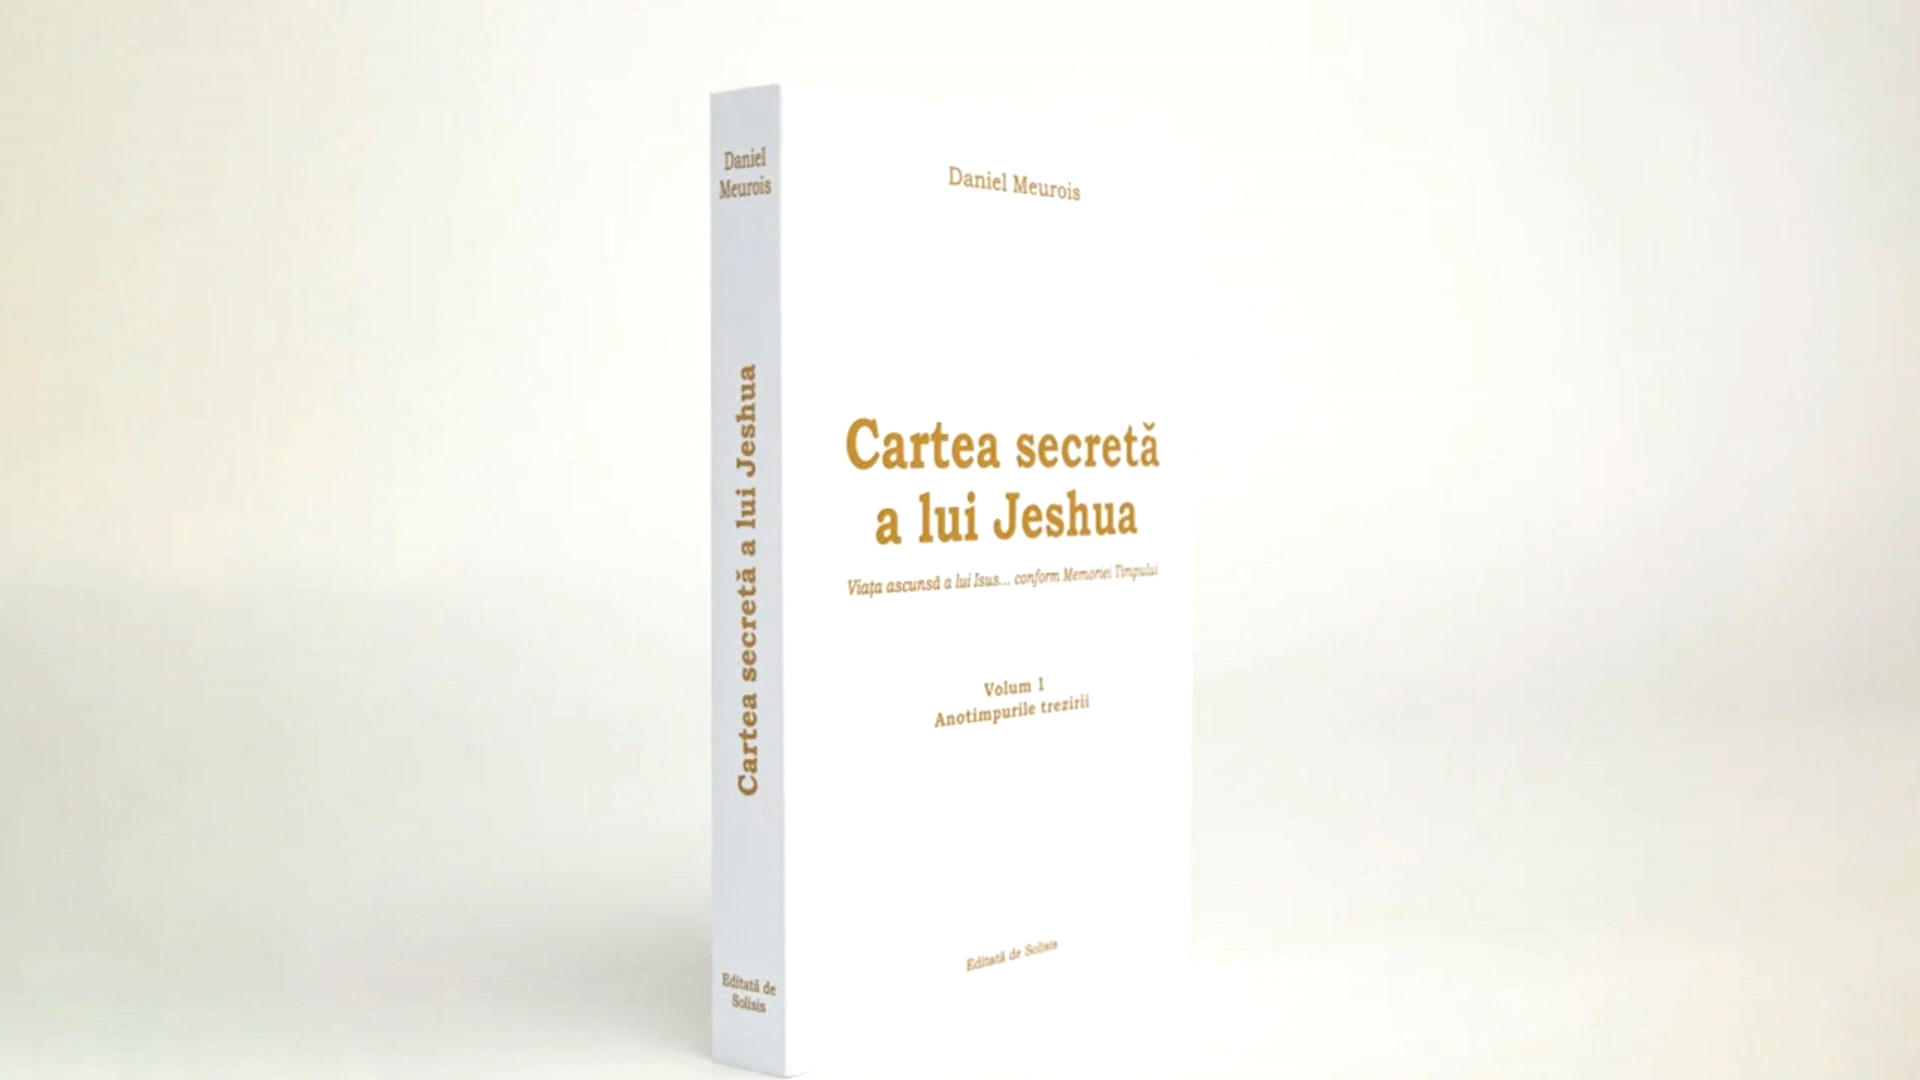 Daniel
Meurois
Cartea secretă a lui Jeshua
Editată de
Solisis
Daniel Meurois
Cartea secretă
a lui Jeshua
Viața ascunsă a lui Isus... conform Memoriei Timpului
Volum 1
Anotimpurile trezirii
Editată de Solisis